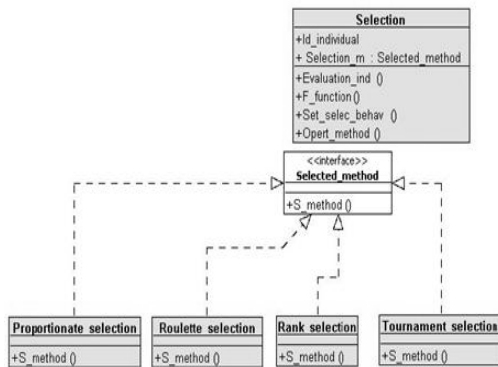 Selection
+Id_individual
+ Selection_m : Selected_method
+Evaluation_ind ()
+F_function()
+Set_selec_behav ()
+Opert_method()
<<interface>>
Selected_method
+S_method ()
Proportionate selection
+S_method ()
Roulette selection
+S_method ()
Rank selection
+S_method ()
Tournament selection
+S_method ()